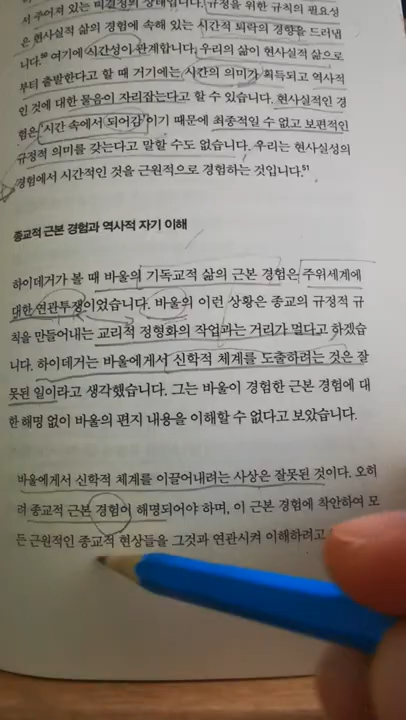 서 주어져 있는 미결정의 상태입니다. 규정을 위한 규칙의 필요성
은 현사실적 삶의 경험에 속해 있는 시간적 퇴락의 경향을 드러냅
니다.⁵⁰ 여기에 시간성이 관계합니다. 우리의 삶이 현사실적 삶으로
부터 출발한다고 할 때 거기에는 시간의 의미가 획득되고 역사적
인 것에 대한 물음이 자리잡는다고 할 수 있습니다. 현사실적인 경
험은 '시간 속에서 되어감'이기 때문에 최종적일 수 없고 보편적인
규정적 의미를 갖는다고 말할 수도 없습니다. 우리는 현사실성의
경험에서 시간적인 것을 근원적으로 경험하는 것입니다.⁵¹
종교적 근본 경험과 역사적 자기 이해
하이데거가 볼 때 바울의 기독교적 삶의 근본 경험은 주위세계에
대한 연관투쟁이었습니다. 바울의 이런 상황은 종교의 규정적 규
칙을 만들어내는 교리적 정형화의 작업과는 거리가 멀다고 하겠습
니다. 하이데거는 바울에게서 신학적 체계를 도출하려는 것은 잘
못된 일이라고 생각했습니다. 그는 바울이 경험한 근본 경험에 대
한 해명 없이 바울의 편지 내용을 이해할 수 없다고 보았습니다.
바울에게서 신학적 체계를 이끌어내려는 사상은 잘못된 것이다. 오히
려 종교적 근본 경험이 해명되어야 하며, 이 근본 경험에 착안하여 모
든 근원적인 종교적 현상들을 그것과 연관시켜 이해하려고